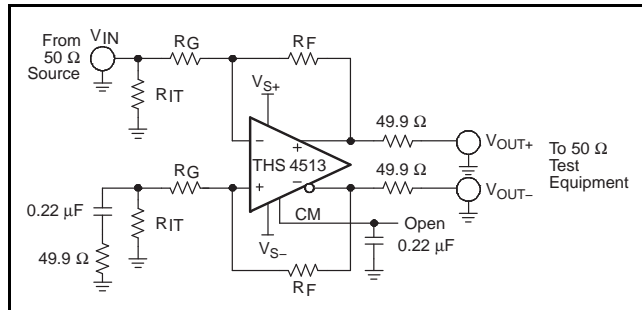 From
50 Ω
Source
VIN
RG
RF
RIT
VS+
49.9 Ω
VOUT+
− +
THS 4513
+ −
49.9 Ω
VOUT−
To 50 Ω
Test
Equipment
RG
0.22 µF
RIT
49.9 Ω
VS−
CM
Open
0.22 µF
RF